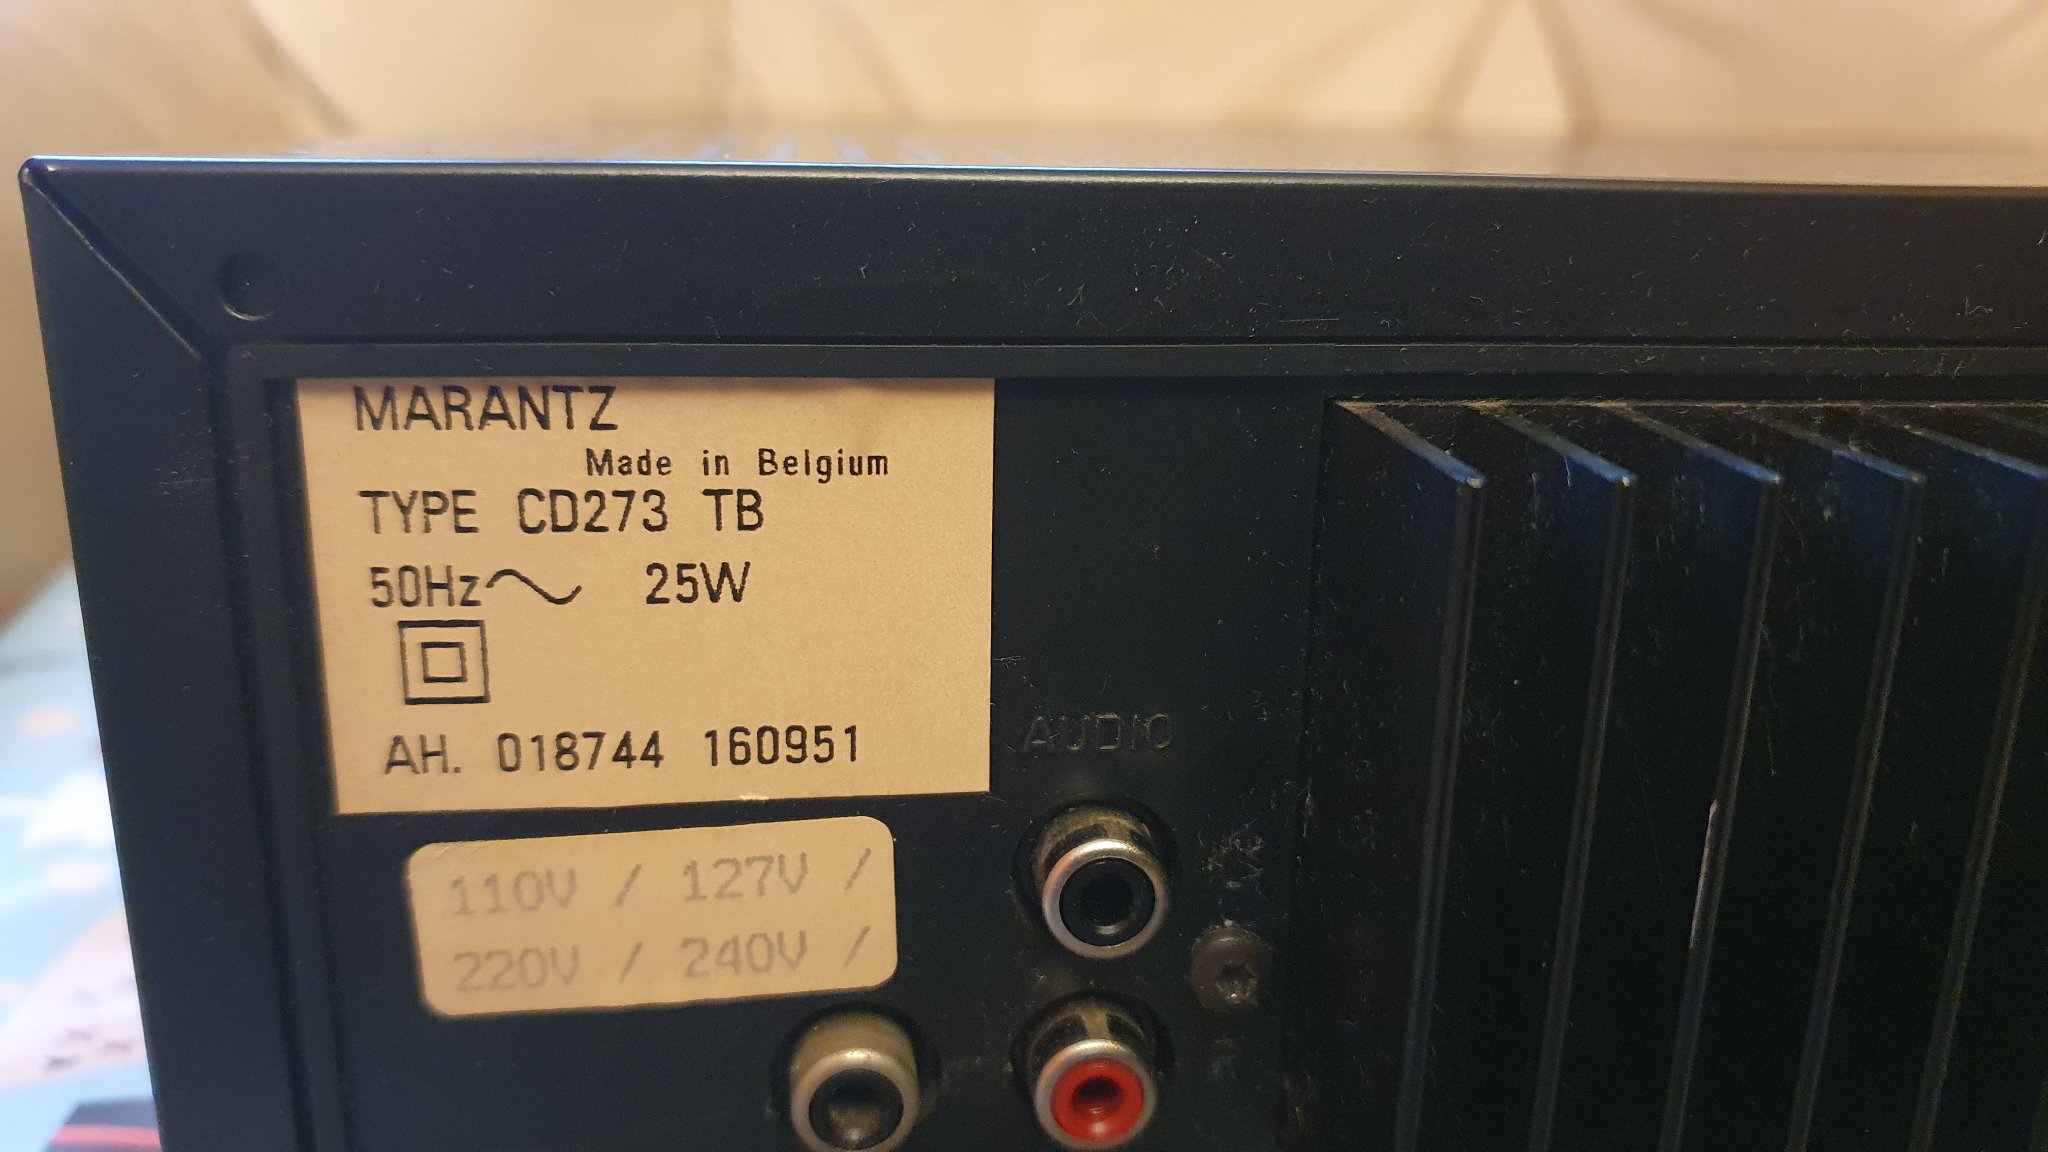 MARANTZ
Made in Belgium
TYPE CD273 TB
50Hz 25W
AH. 018744 160951
AUDIO
110V / 127V /
220V / 240V /
R